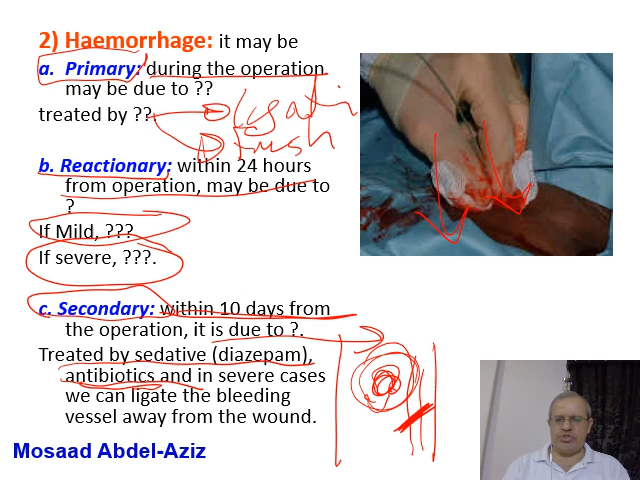 2) Haemorrhage: it may be
a. Primary: during the operation
may be due to ??
treated by ??
b. Reactionary: within 24 hours
from operation, may be due to
?
If Mild, ???
If severe, ???.
c. Secondary: within 10 days from
the operation, it is due to ?.
Treated by sedative (diazepam),
antibiotics and in severe cases
we can ligate the bleeding
vessel away from the wound.
Mosaad Abdel-Aziz